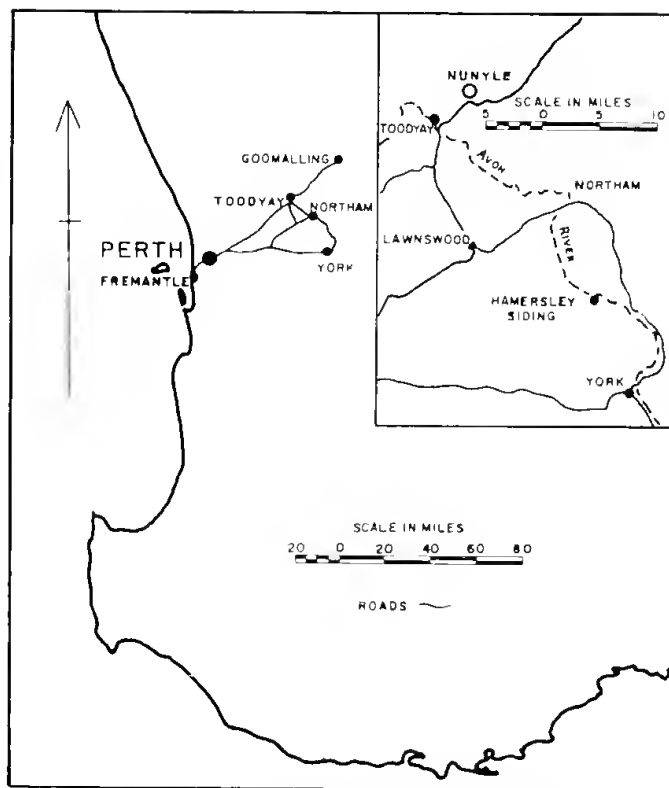 GOOMALLING
TOODYAY
NORTHAM
PERTH
YORK
FREMANTLE
NUNYLE
SCALE IN MILES
5 0 5 10
TOODYAY
AVON
NORTHAM
LAWNSWOOD
RIVER
HAMERSLEY
SIDING
YORK
SCALE IN MILES
20 0 20 40 60 80
ROADS